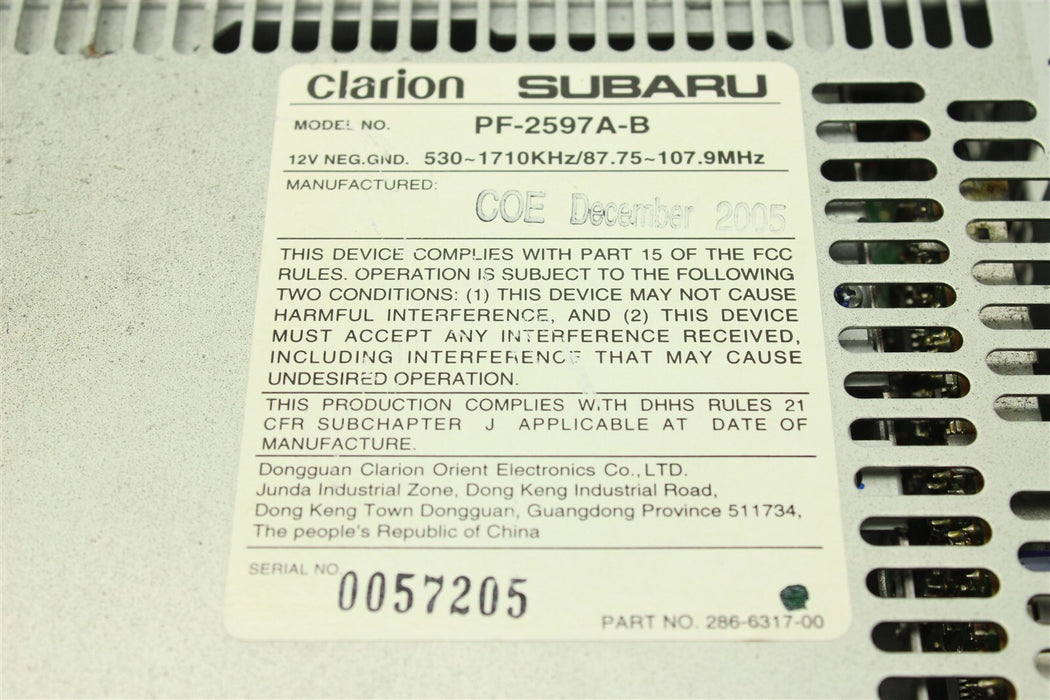 clarion SUBARU
MODEL NO. PF-2597A-B
12V NEG.GND. 530~1710KHz/87.75~107.9MHz
MANUFACTURED:
COE December 2005
THIS DEVICE COMPLIES WITH PART 15 OF THE FCC
RULES. OPERATION IS SUBJECT TO THE FOLLOWING
TWO CONDITIONS: (1) THIS DEVICE MAY NOT CAUSE
HARMFUL INTERFERENCE, AND (2) THIS DEVICE
MUST ACCEPT ANY INTERFERENCE RECEIVED,
INCLUDING INTERFERENCE THAT MAY CAUSE
UNDESIRED OPERATION.
THIS PRODUCTION COMPLIES WITH DHHS RULES 21
CFR SUBCHAPTER J APPLICABLE AT DATE OF
MANUFACTURE.
Dongguan Clarion Orient Electronics Co., LTD.
Junda Industrial Zone, Dong Keng Industrial Road,
Dong Keng Town Dongguan, Guangdong Province 511734,
The people's Republic of China
SERIAL NO. 0057205
PART NO. 286-6317-00